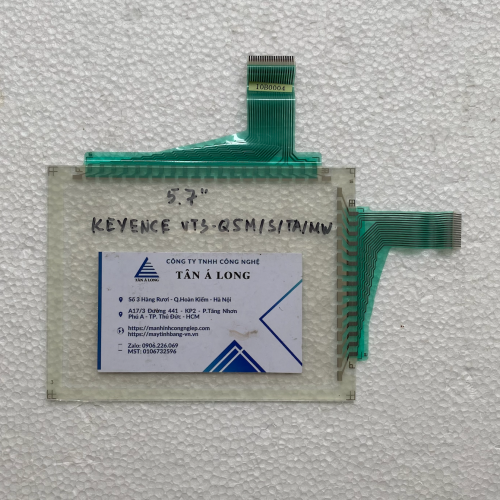 10B0004
5.7"
KEYENCE VT3-Q5M/S/TA/MW
CÔNG TY TNHH CÔNG NGHỆ
TÂN Á LONG
TÂN Á LONG
Số 3 Hàng Rươi - Q.Hoàn Kiếm - Hà Nội
A17/3 Đường 441 - KP2 - P.Tăng Nhơn
Phú A - TP. Thủ Đức - HCM
https://manhinhcongnghiep.com
https://maytinhbang-vn.vn
Zalo: 0906.226.069
MST: 0106732596